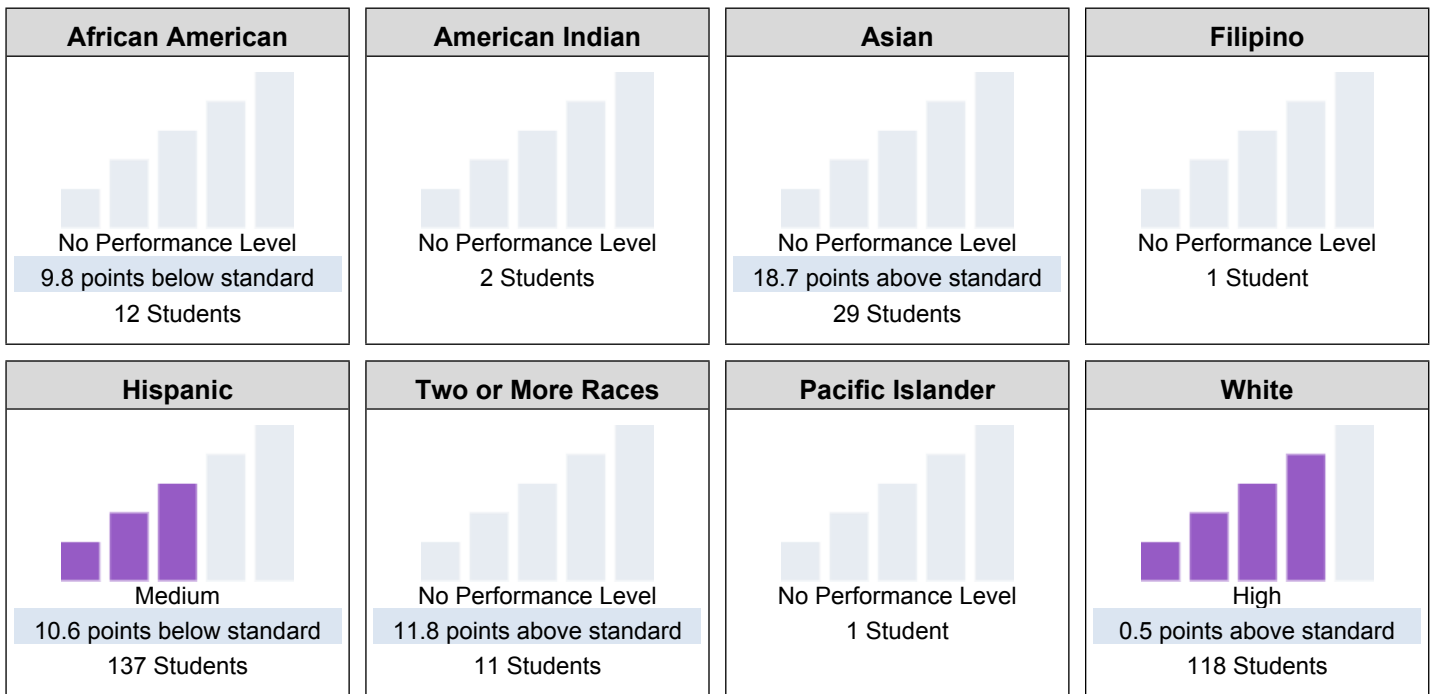 African American
No Performance Level
9.8 points below standard
12 Students
American Indian
No Performance Level
2 Students
Asian
No Performance Level
18.7 points above standard
29 Students
Filipino
No Performance Level
1 Student
Hispanic
Medium
10.6 points below standard
137 Students
Two or More Races
No Performance Level
11.8 points above standard
11 Students
Pacific Islander
No Performance Level
1 Student
White
High
0.5 points above standard
118 Students